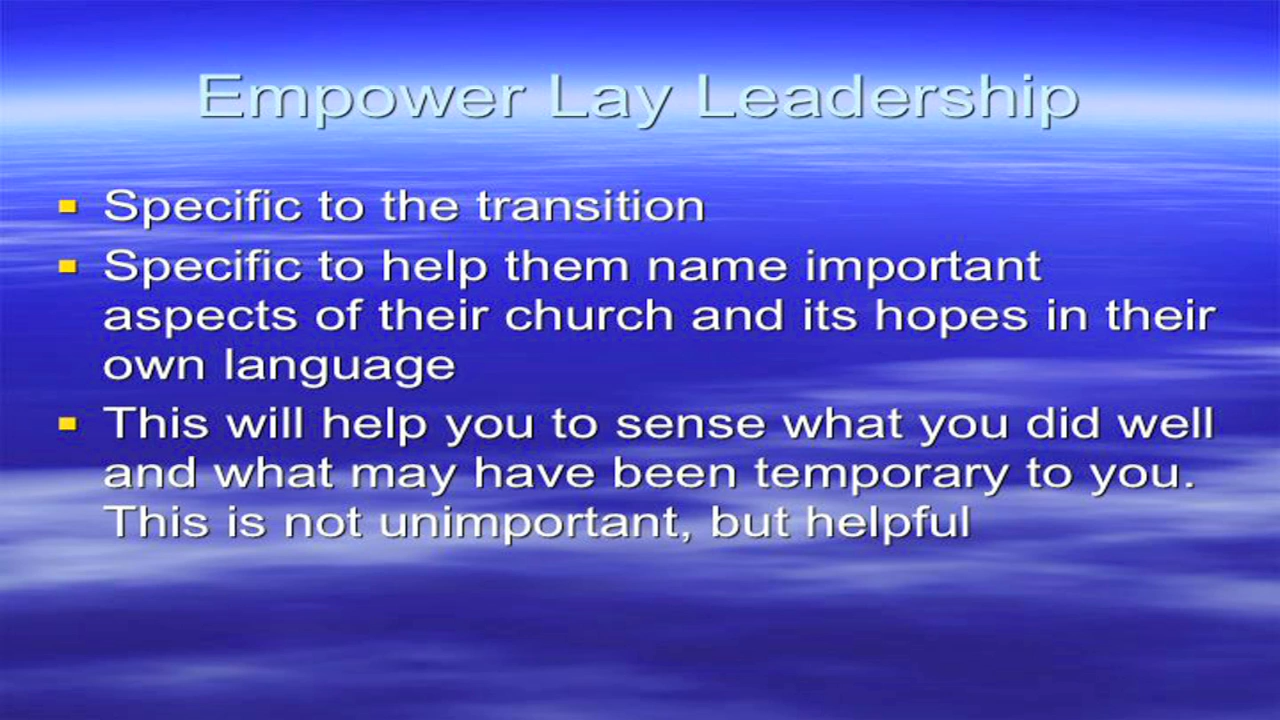 Empower Lay Leadership
Specific to the transition
Specific to help them name important
aspects of their church and its hopes in their
own language
This will help you to sense what you did well
and what may have been temporary to you.
This is not unimportant, but helpful